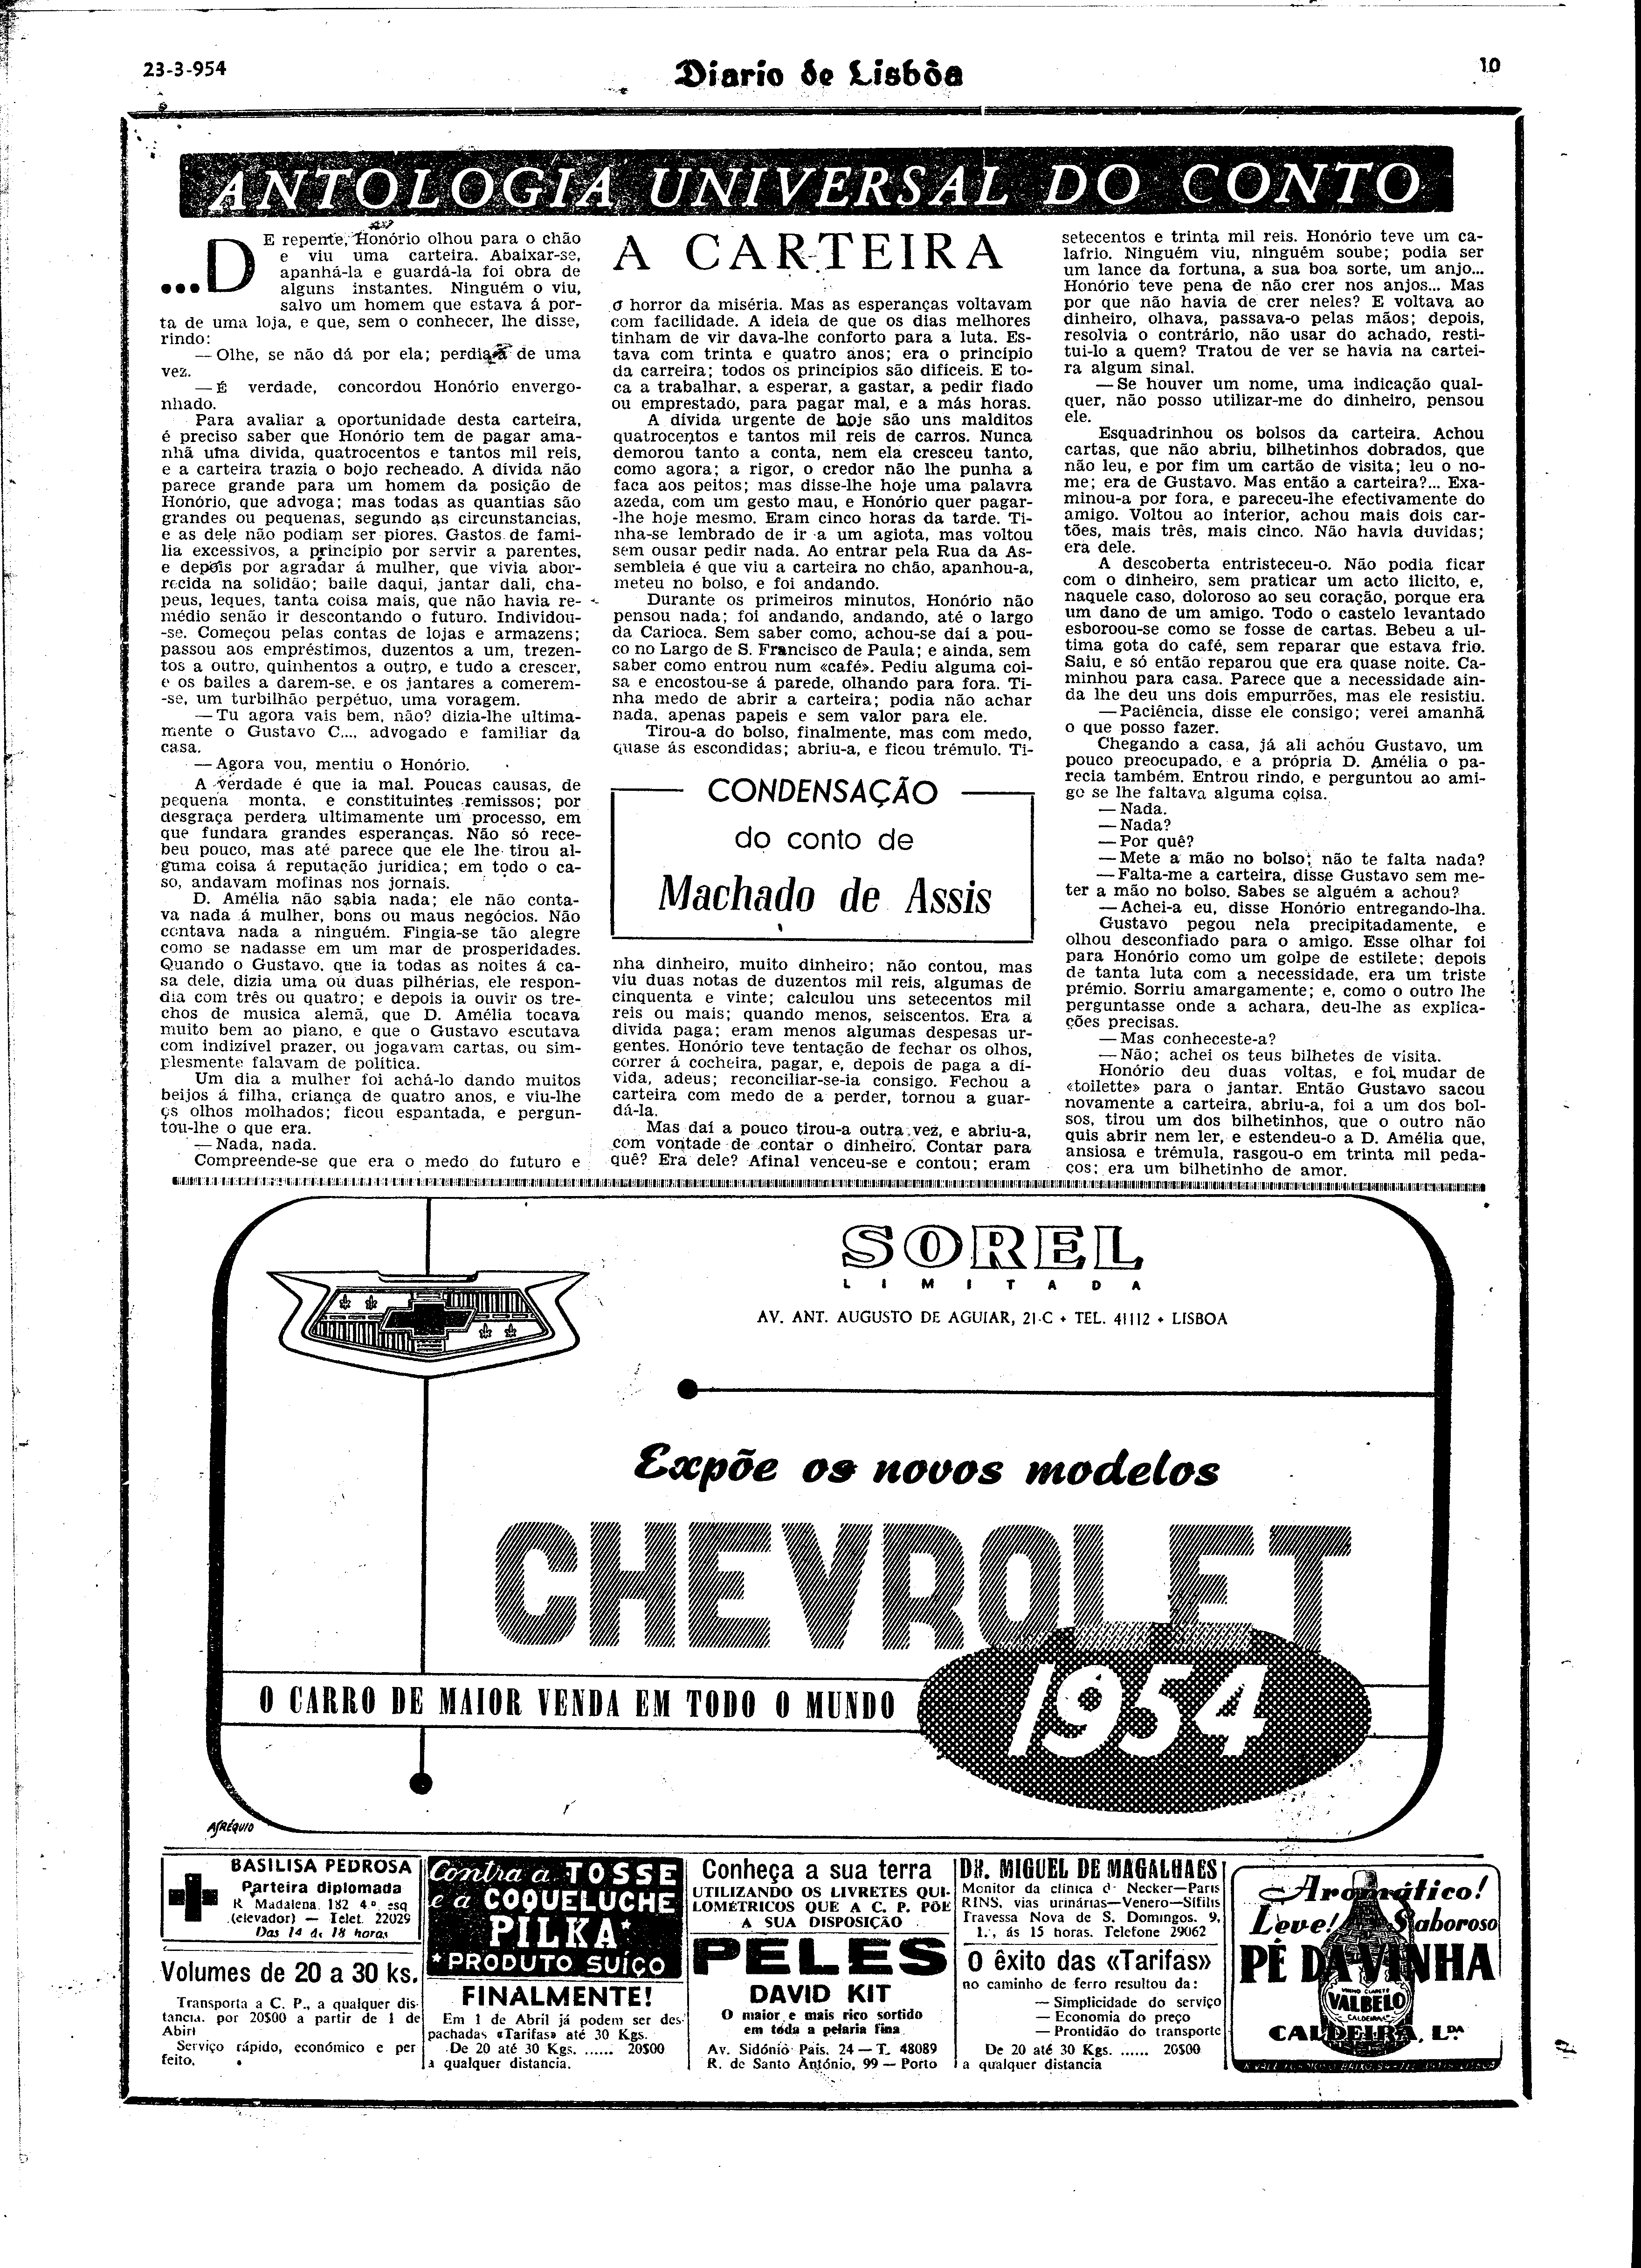 23-3-954
Diario de Lisbôa
10
ANTOLOGIA UNIVERSAL DO CONTO
...DE repente, Honório olhou para o chão
e viu uma carteira. Abaixar-se,
apanhá-la e guardá-la foi obra de
alguns instantes. Ninguém o viu,
salvo um homem que estava á por-
ta de uma loja, e que, sem o conhecer, lhe disse,
rindo:
— Olhe, se não dá por ela; perdia-a de uma
vez.
— É verdade, concordou Honório envergo-
nhado.
Para avaliar a oportunidade desta carteira,
é preciso saber que Honório tem de pagar ama-
nhã uma divida, quatrocentos e tantos mil reis,
e a carteira trazia o bojo recheado. A divida não
parece grande para um homem da posição de
Honório, que advoga; mas todas as quantias são
grandes ou pequenas, segundo as circunstancias,
e as dele não podiam ser piores. Gastos de fami-
lia excessivos, a princípio por servir a parentes,
e depois por agradar á mulher, que vivia abor-
recida na solidão; baile daqui, jantar dali, cha-
peus, leques, tanta coisa mais, que não havia re-
médio senão ir descontando o futuro. Individou-
-se. Começou pelas contas de lojas e armazens;
passou aos empréstimos, duzentos a um, trezen-
tos a outro, quinhentos a outro, e tudo a crescer,
e os bailes a darem-se, e os jantares a comerem-
-se, um turbilhão perpétuo, uma voragem.
— Tu agora vais bem, não? dizia-lhe ultima-
mente o Gustavo C..., advogado e familiar da
casa.
— Agora vou, mentiu o Honório.
A verdade é que ia mal. Poucas causas, de
pequena monta, e constituintes remissos; por
desgraça perdera ultimamente um processo, em
que fundara grandes esperanças. Não só rece-
beu pouco, mas até parece que ele lhe tirou al-
guma coisa á reputação juridica; em todo o ca-
so, andavam mofinas nos jornais.
D. Amélia não sabia nada; ele não conta-
va nada á mulher, bons ou maus negócios. Não
contava nada a ninguém. Fingia-se tão alegre
como se nadasse em um mar de prosperidades.
Quando o Gustavo, que ia todas as noites á ca-
sa dele, dizia uma ou duas pilhérias, ele respon-
dia com três ou quatro; e depois ia ouvir os tre-
chos de musica alemã, que D. Amélia tocava
muito bem ao piano, e que o Gustavo escutava
com indizível prazer, ou jogavam cartas, ou sim-
plesmente falavam de política.
Um dia a mulher foi achá-lo dando muitos
beijos á filha, criança de quatro anos, e viu-lhe
os olhos molhados; ficou espantada, e pergun-
tou-lhe o que era.
— Nada, nada.
Compreende-se que era o medo do futuro e
A CARTEIRA
o horror da miséria. Mas as esperanças voltavam
com facilidade. A ideia de que os dias melhores
tinham de vir dava-lhe conforto para a luta. Es-
tava com trinta e quatro anos; era o princípio
da carreira; todos os princípios são dificeis. E to-
ca a trabalhar, a esperar, a gastar, a pedir fiado
ou emprestado, para pagar mal, e a más horas.
A divida urgente de hoje são uns malditos
quatrocentos e tantos mil reis de carros. Nunca
demorou tanto a conta, nem ela cresceu tanto,
como agora; a rigor, o credor não lhe punha a
faca aos peitos; mas disse-lhe hoje uma palavra
azeda, com um gesto mau, e Honório quer pagar-
-lhe hoje mesmo. Eram cinco horas da tarde. Ti-
nha-se lembrado de ir a um agiota, mas voltou
sem ousar pedir nada. Ao entrar pela Rua da As-
sembleia é que viu a carteira no chão, apanhou-a,
meteu no bolso, e foi andando.
Durante os primeiros minutos, Honório não
pensou nada; foi andando, andando, até o largo
da Carioca. Sem saber como, achou-se daí a pou-
co no Largo de S. Francisco de Paula; e ainda, sem
saber como entrou num «café». Pediu alguma coi-
sa e encostou-se á parede, olhando para fora. Ti-
nha medo de abrir a carteira; podia não achar
nada, apenas papeis e sem valor para ele.
Tirou-a do bolso, finalmente, mas com medo,
quase ás escondidas; abriu-a, e ficou trémulo. Ti-
CONDENSAÇÃO
do conto de
Machado de Assis
nha dinheiro, muito dinheiro; não contou, mas
viu duas notas de duzentos mil reis, algumas de
cinquenta e vinte; calculou uns setecentos mil
reis ou mais; quando menos, seiscentos. Era a
divida paga; eram menos algumas despesas ur-
gentes. Honório teve tentação de fechar os olhos,
correr á cocheira, pagar, e, depois de paga a di-
vida, adeus; reconciliar-se-ia consigo. Fechou a
carteira com medo de a perder, tornou a guar-
dá-la.
Mas daí a pouco tirou-a outra vez, e abriu-a,
com vontade de contar o dinheiro. Contar para
quê? Era dele? Afinal venceu-se e contou; eram
setecentos e trinta mil reis. Honório teve um ca-
lafrio. Ninguém viu, ninguém soube; podia ser
um lance da fortuna, a sua boa sorte, um anjo...
Honório teve pena de não crer nos anjos... Mas
por que não havia de crer neles? E voltava ao
dinheiro, olhava, passava-o pelas mãos; depois,
resolvia o contrário, não usar do achado, resti-
tui-lo a quem? Tratou de ver se havia na cartei-
ra algum sinal.
— Se houver um nome, uma indicação qual-
quer, não posso utilizar-me do dinheiro, pensou
ele.
Esquadrinhou os bolsos da carteira. Achou
cartas, que não abriu, bilhetinhos dobrados, que
não leu, e por fim um cartão de visita; leu o no-
me; era de Gustavo. Mas então a carteira?... Exa-
minou-a por fora, e pareceu-lhe efectivamente do
amigo. Voltou ao interior, achou mais dois car-
tões, mais três, mais cinco. Não havia duvidas;
era dele.
A descoberta entristeceu-o. Não podia ficar
com o dinheiro, sem praticar um acto ilicito, e,
naquele caso, doloroso ao seu coração, porque era
um dano de um amigo. Todo o castelo levantado
esboroou-se como se fosse de cartas. Bebeu a ul-
tima gota do café, sem reparar que estava frio.
Saiu, e só então reparou que era quase noite. Ca-
minhou para casa. Parece que a necessidade ain-
da lhe deu uns dois empurrões, mas ele resistiu.
— Paciência, disse ele consigo; verei amanhã
o que posso fazer.
Chegando a casa, já ali achou Gustavo, um
pouco preocupado, e a própria D. Amélia o pa-
recia também. Entrou rindo, e perguntou ao ami-
go se lhe faltava alguma coisa.
— Nada.
— Nada?
— Por quê?
— Mete a mão no bolso; não te falta nada?
— Falta-me a carteira, disse Gustavo sem me-
ter a mão no bolso. Sabes se alguém a achou?
— Achei-a eu, disse Honório entregando-lha.
Gustavo pegou nela precipitadamente, e
olhou desconfiado para o amigo. Esse olhar foi
para Honório como um golpe de estilete; depois
de tanta luta com a necessidade, era um triste
prémio. Sorriu amargamente; e, como o outro lhe
perguntasse onde a achara, deu-lhe as explica-
ções precisas.
— Mas conheceste-a?
— Não; achei os teus bilhetes de visita.
Honório deu duas voltas, e foi mudar de
«toilette» para o jantar. Então Gustavo sacou
novamente a carteira, abriu-a, foi a um dos bol-
sos, tirou um dos bilhetinhos, que o outro não
quis abrir nem ler, e estendeu-o a D. Amélia que,
ansiosa e trémula, rasgou-o em trinta mil peda-
ços: era um bilhetinho de amor.
SOREL
LIMITADA
AV. ANT. AUGUSTO DE AGUIAR, 21-C • TEL. 41112 • LISBOA
Expõe os novos modelos
CHEVROLET
1954
O CARRO DE MAIOR VENDA EM TODO O MUNDO
BASILISA PEDROSA
Parteira diplomada
R Madalena 182 4.º esq
(elevador) — Telet. 22029
Das 14 ás 18 horas
Volumes de 20 a 30 ks.
Transporta a C. P., a qualquer dis-
tancia. por 20$00 a partir de 1 de
Abirl
Serviço rápido, económico e per
feito.
Contra a TOSSE
e a COQUELUCHE
PILKA*
*PRODUTO SUIÇO
FINALMENTE!
Em 1 de Abril já podem ser des-
pachadas «Tarifas» até 30 Kgs.
De 20 até 30 Kgs. ...... 20$00
a qualquer distancia.
Conheça a sua terra
UTILIZANDO OS LIVRETES QUI-
LOMÉTRICOS QUE A C. P. PÕE
A SUA DISPOSIÇÃO
PELES
DAVID KIT
O maior e mais rico sortido
em toda a pelaria fina
Av. Sidónio Pais. 24 — T. 48089
R. de Santo António, 99 — Porto
DR. MIGUEL DE MAGALHAES
Monitor da clinica d Necker—Paris
RINS, vias urinárias—Venero—Sífilis
Travessa Nova de S. Domingos. 9,
1.º, ás 15 horas. Telefone 29062
O êxito das «Tarifas»
no caminho de ferro resultou da:
— Simplicidade do serviço
— Economia do preço
— Prontidão do transporte
De 20 até 30 Kgs. ...... 20$00
a qualquer distancia
Aromático!
Leve! Saboroso
PÉ DA VINHA
VINHO CLARETE
VALBELO
CALDEIRA, L.DA